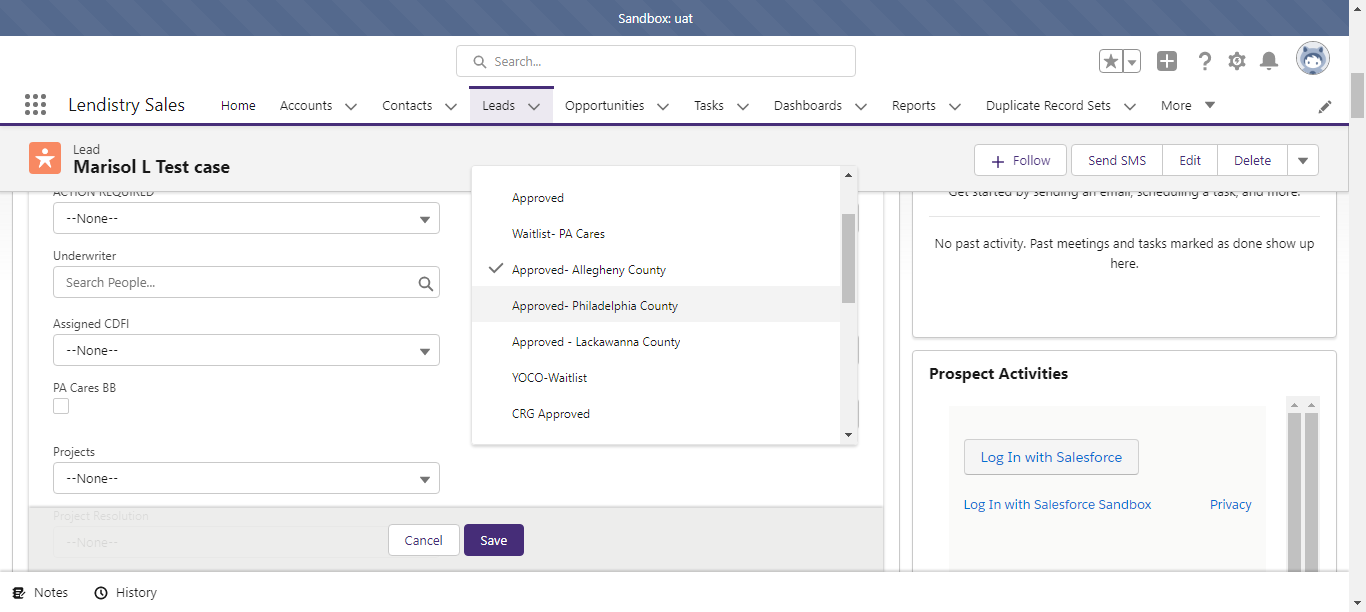 Sandbox: uat
Search...
Lendistry Sales
Home
Accounts
Contacts
Leads
Opportunities
Tasks
Dashboards
Reports
Duplicate Record Sets
More
Lead
Marisol L Test case
Follow
Send SMS
Edit
Delete
ACTION REQUIRED
--None--
Underwriter
Search People...
Assigned CDFI
--None--
PA Cares BB
Projects
--None--
Project Resolution
--None--
Approved
Waitlist- PA Cares
Approved- Allegheny County
Approved- Philadelphia County
Approved - Lackawanna County
YOCO-Waitlist
CRG Approved
Cancel
Save
Get started by sending an email, scheduling a task, and more.
No past activity. Past meetings and tasks marked as done show up
here.
Prospect Activities
Log In with Salesforce
Log In with Salesforce Sandbox
Privacy
Notes
History